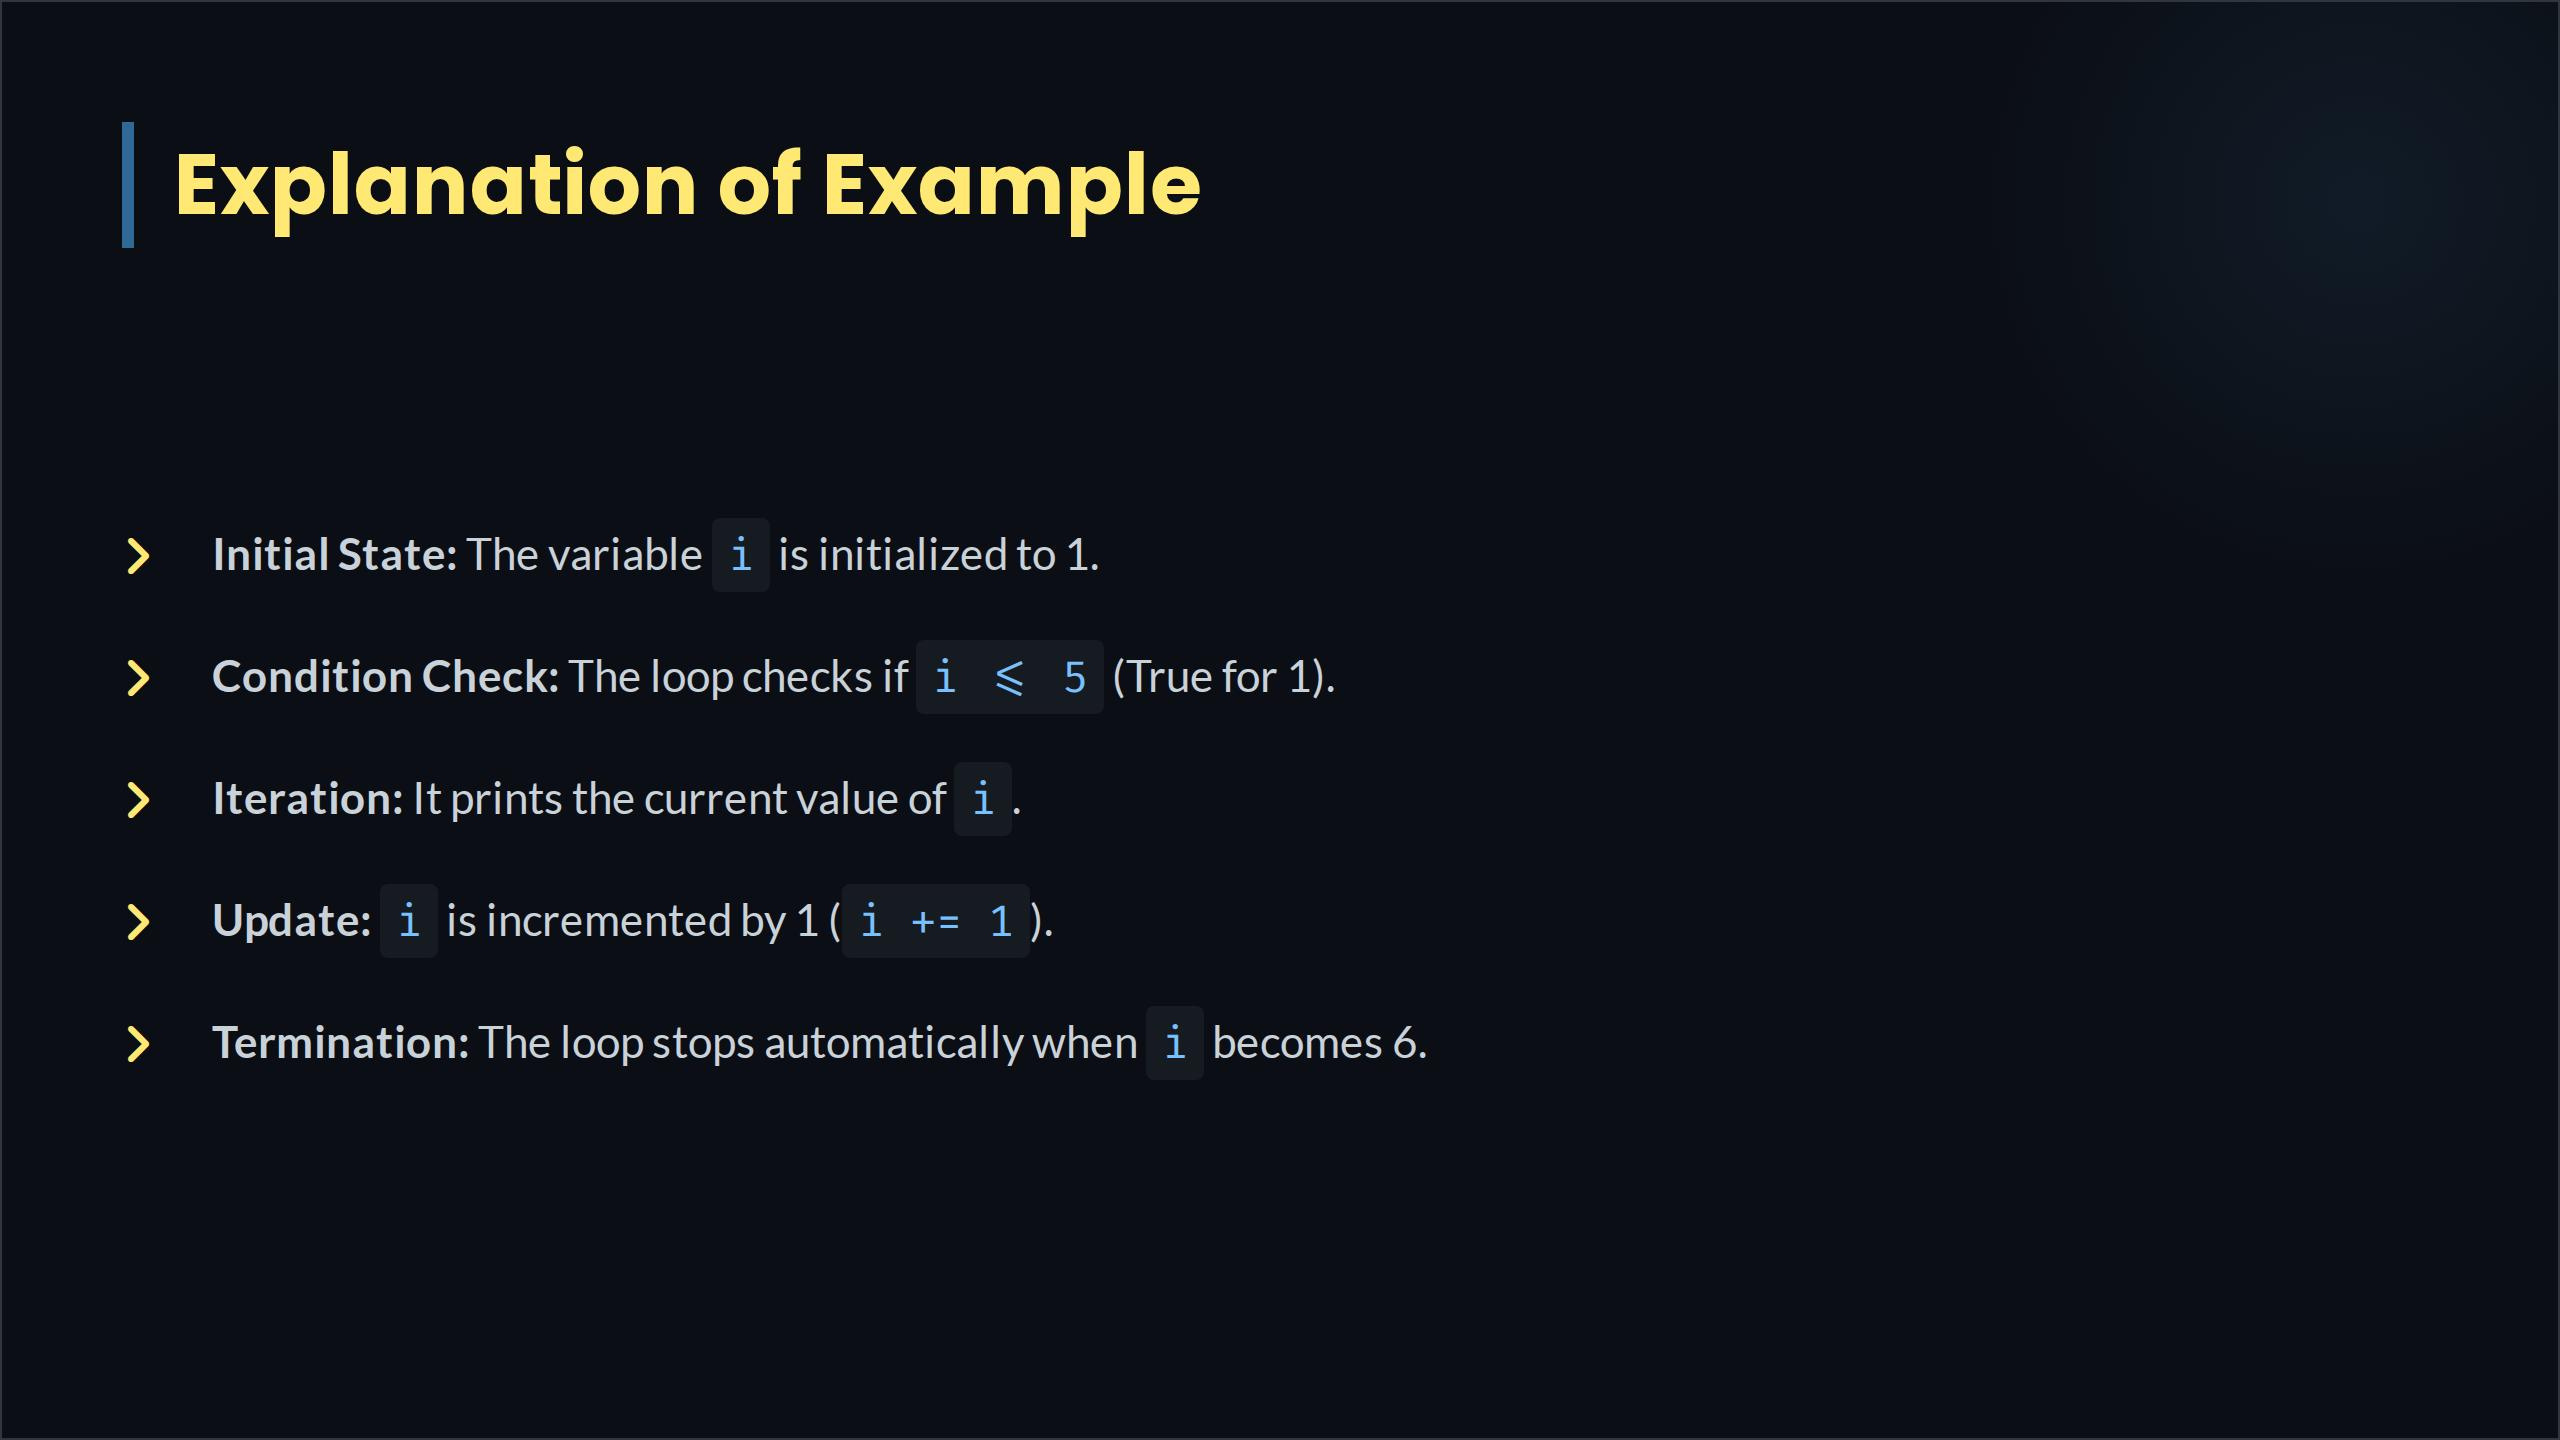 Explanation of Example
Initial State: The variable i is initialized to 1.
Condition Check: The loop checks if i <= 5 (True for 1).
Iteration: It prints the current value of i.
Update: i is incremented by 1 (i += 1).
Termination: The loop stops automatically when i becomes 6.